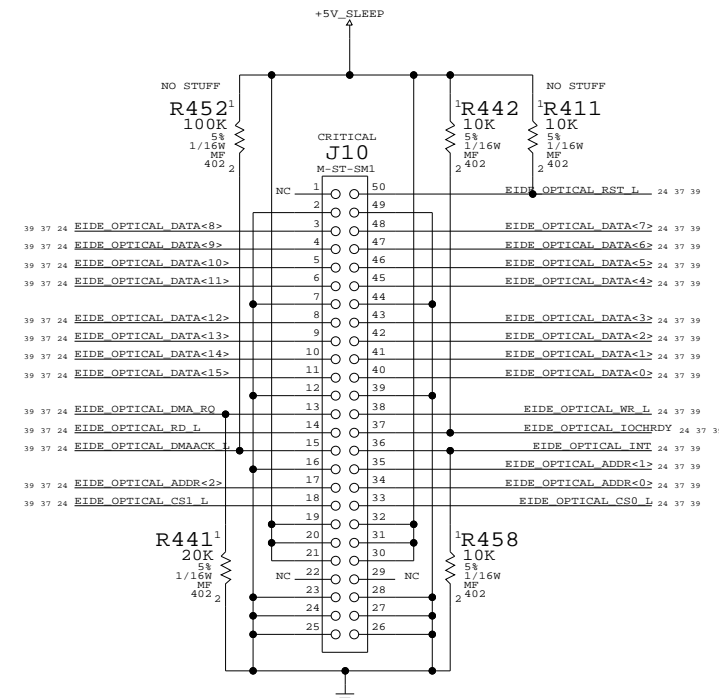 +5V_SLEEP
NO STUFF
R452
1
100K
5%
1/16W
MF
402
2
1
R442
10K
5%
1/16W
MF
402
2
NO STUFF
1
R411
10K
5%
1/16W
MF
402
2
CRITICAL
J10
M-ST-SM1
NC 1 50 EIDE_OPTICAL_RST_L 24 37 39
2 49
39 37 24 EIDE_OPTICAL_DATA<8> 3 48 EIDE_OPTICAL_DATA<7> 24 37 39
39 37 24 EIDE_OPTICAL_DATA<9> 4 47 EIDE_OPTICAL_DATA<6> 24 37 39
39 37 24 EIDE_OPTICAL_DATA<10> 5 46 EIDE_OPTICAL_DATA<5> 24 37 39
39 37 24 EIDE_OPTICAL_DATA<11> 6 45 EIDE_OPTICAL_DATA<4> 24 37 39
7 44
39 37 24 EIDE_OPTICAL_DATA<12> 8 43 EIDE_OPTICAL_DATA<3> 24 37 39
39 37 24 EIDE_OPTICAL_DATA<13> 9 42 EIDE_OPTICAL_DATA<2> 24 37 39
39 37 24 EIDE_OPTICAL_DATA<14> 10 41 EIDE_OPTICAL_DATA<1> 24 37 39
39 37 24 EIDE_OPTICAL_DATA<15> 11 40 EIDE_OPTICAL_DATA<0> 24 37 39
12 39
39 37 24 EIDE_OPTICAL_DMA_RQ 13 38 EIDE_OPTICAL_WR_L 24 37 39
39 37 24 EIDE_OPTICAL_RD_L 14 37 EIDE_OPTICAL_IOCHRDY 24 37 39
39 37 24 EIDE_OPTICAL_DMAACK_L 15 36 EIDE_OPTICAL_INT 24 37 39
16 35 EIDE_OPTICAL_ADDR<1> 24 37 39
39 37 24 EIDE_OPTICAL_ADDR<2> 17 34 EIDE_OPTICAL_ADDR<0> 24 37 39
39 37 24 EIDE_OPTICAL_CS1_L 18 33 EIDE_OPTICAL_CS0_L 24 37 39
19 32
20 31
21 30
NC 22 29 NC
23 28
24 27
25 26
R441
1
20K
5%
1/16W
MF
402
2
1
R458
10K
5%
1/16W
MF
402
2